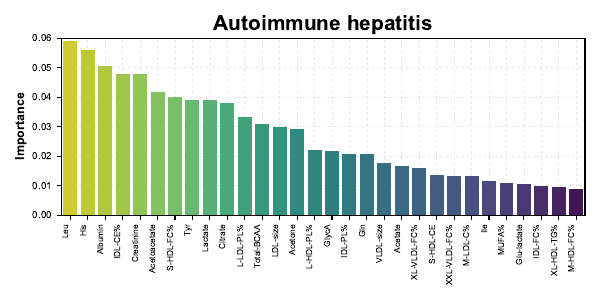 Autoimmune hepatitis
Importance
0.06
0.05
0.04
0.03
0.02
0.01
0.00
Leu
His
Albumin
IDL-CE%
Creatinine
Acetoacetate
S-HDL-FC%
Tyr
Lactate
Citrate
L-LDL-PL%
Total-BCAA
LDL-size
Acetone
L-HDL-PL%
GlycA
IDL-PL%
Gln
VLDL-size
Acetate
XL-VLDL-FC%
S-HDL-CE
XXL-VLDL-FC%
M-LDL-C%
Ile
MUFA%
Glu-lactate
IDL-FC%
XL-HDL-TG%
M-HDL-FC%